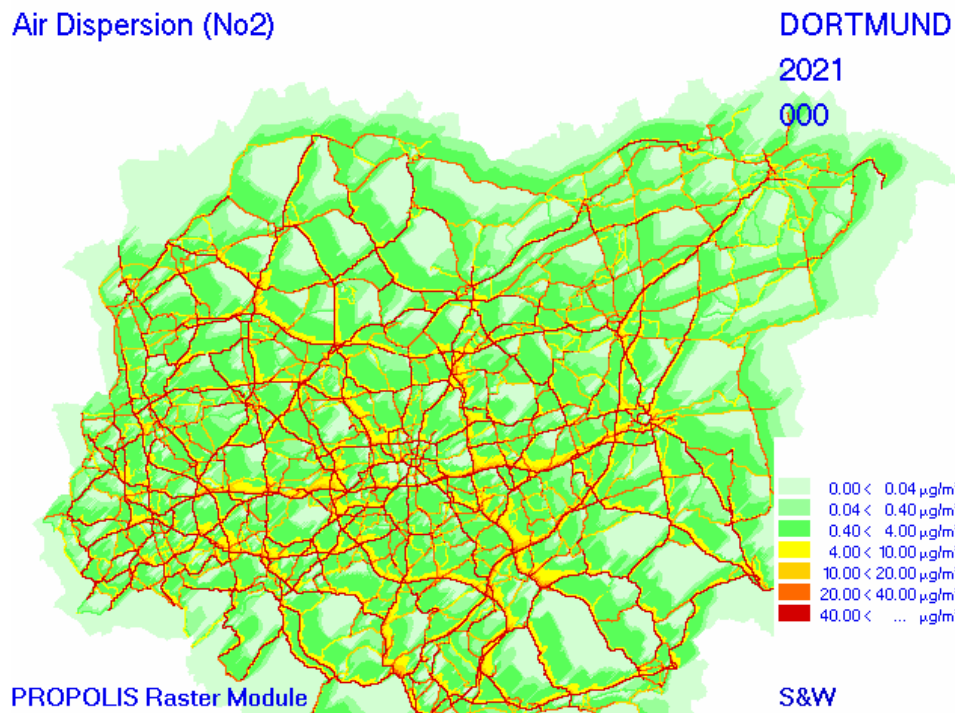 Air Dispersion (No2)
DORTMUND
2021
000
0.00 < 0.04 µg/m
0.04 < 0.40 µg/m
0.40 < 4.00 µg/m
4.00 < 10.00 µg/m
10.00 < 20.00 µg/m
20.00 < 40.00 µg/m
40.00 < ... µg/m
PROPOLIS Raster Module
S&W